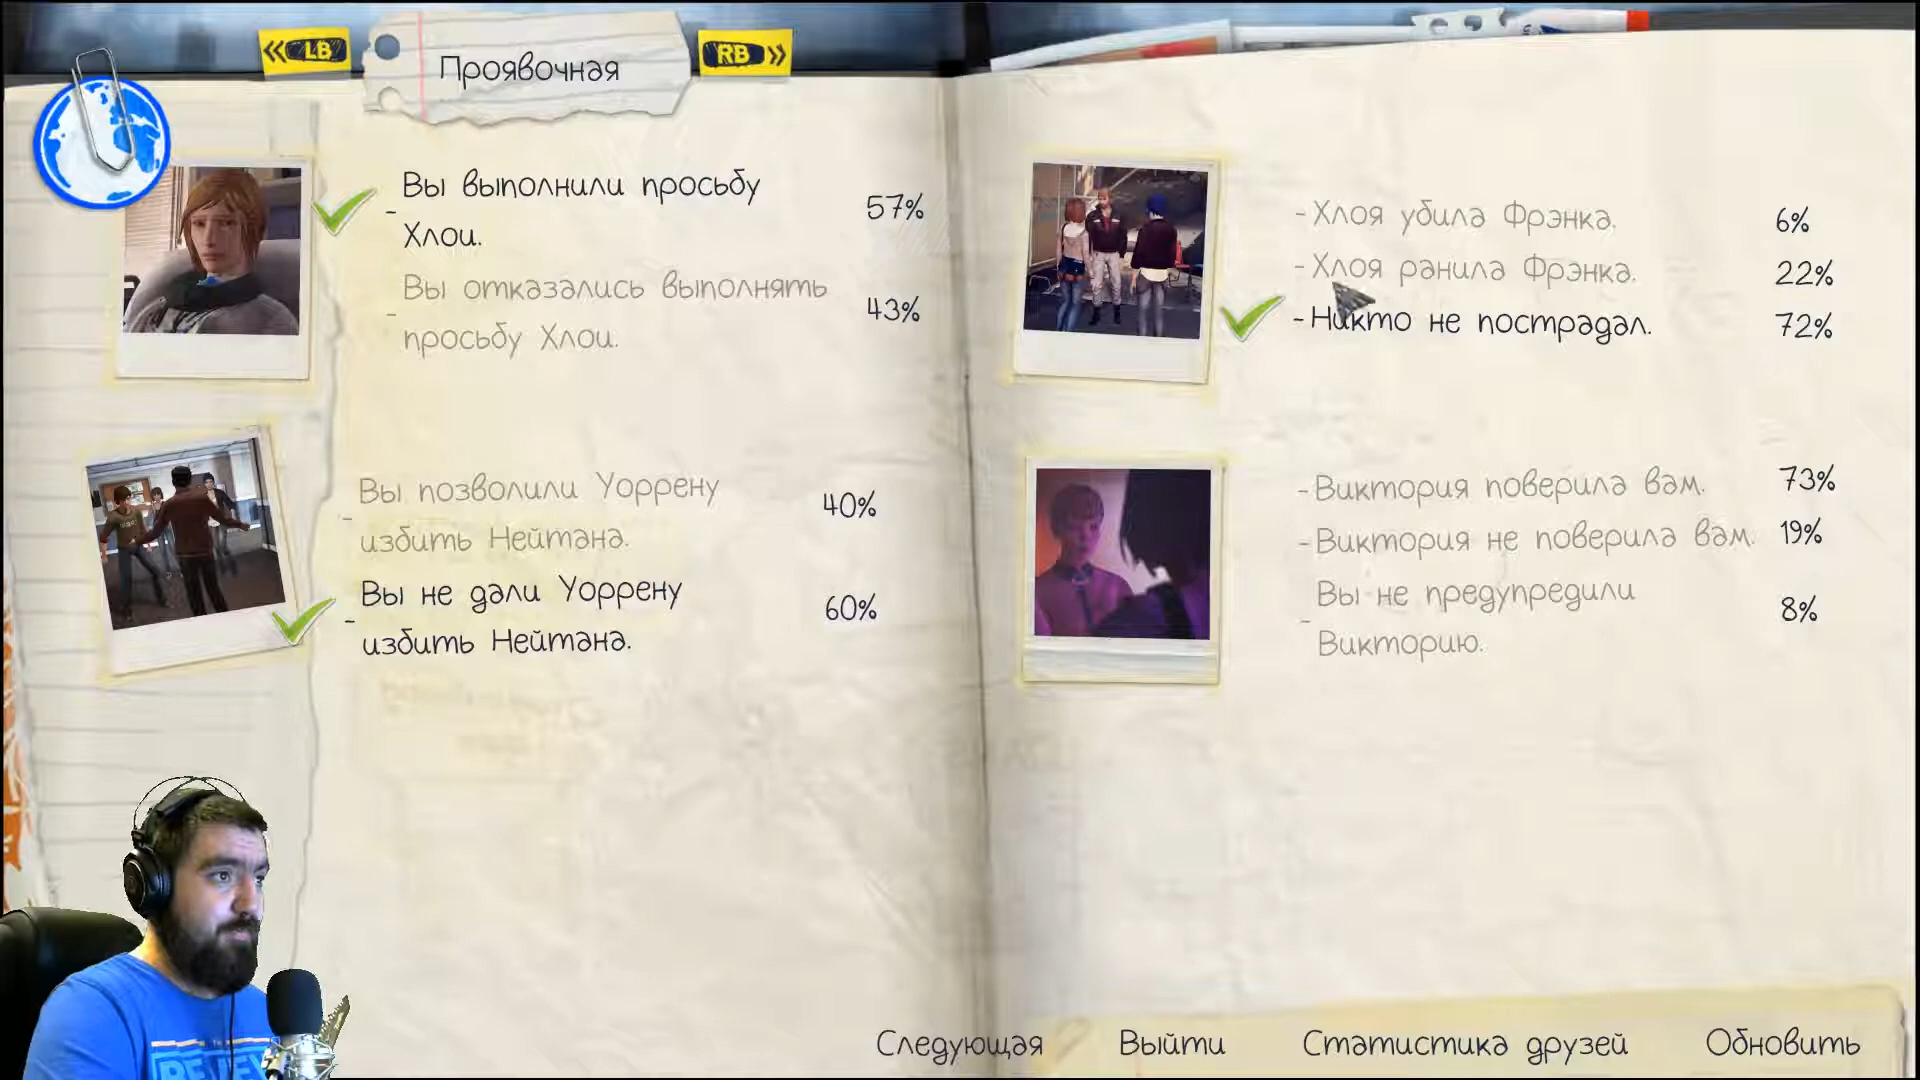 LB
Проявочная
RB
Вы выполнили просьбу
- Хлои.
57%
Вы отказались выполнять
- просьбу Хлои.
43%
Вы позволили Уоррену
- избить Нейтана.
40%
Вы не дали Уоррену
- избить Нейтана.
60%
-Хлоя убила Фрэнка.
6%
-Хлоя ранила Фрэнка.
22%
-Никто не пострадал.
72%
-Виктория поверила вам.
73%
-Виктория не поверила вам.
19%
Вы не предупредили
- Викторию.
8%
Следующая Выйти Статистика друзей Обновить